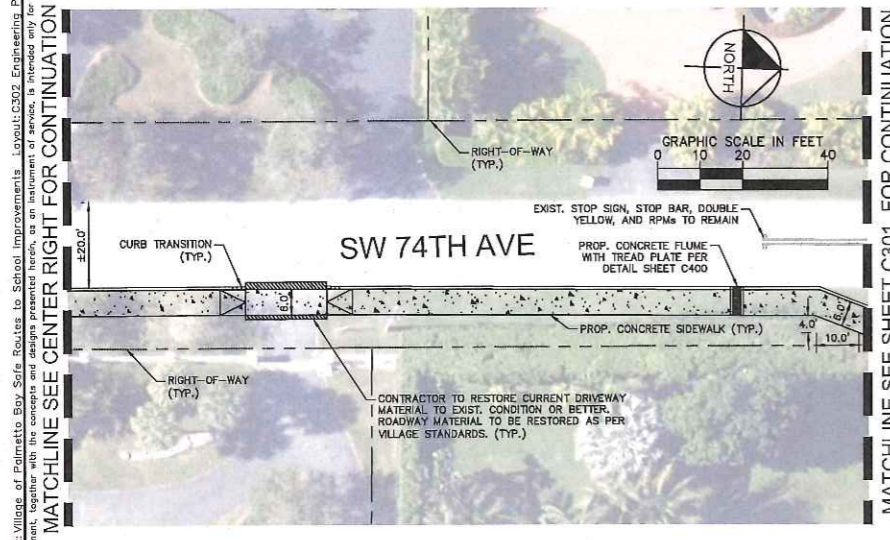 : Village of Palmetto Bay Safe Routes to School Improvements Layout: C302 Engineering P
ment, together with the concepts and designs presented herein, as an instrument of service, is intended only for
MATCHLINE SEE CENTER RIGHT FOR CONTINUATION
NORTH
RIGHT-OF-WAY
(TYP.)
GRAPHIC SCALE IN FEET
0 10 20 40
±20.0'
CURB TRANSITION
(TYP.)
SW 74TH AVE
EXIST. STOP SIGN, STOP BAR, DOUBLE
YELLOW, AND RPMs TO REMAIN
PROP. CONCRETE FLUME
WITH TREAD PLATE PER
DETAIL SHEET C400
6.0'
6.0'
PROP. CONCRETE SIDEWALK (TYP.)
4.0'
10.0'
RIGHT-OF-WAY
(TYP.)
CONTRACTOR TO RESTORE CURRENT DRIVEWAY
MATERIAL TO EXIST. CONDITION OR BETTER.
ROADWAY MATERIAL TO BE RESTORED AS PER
VILLAGE STANDARDS. (TYP.)
MATCHLINE SEE SHEET C301 FOR CONTINUATION